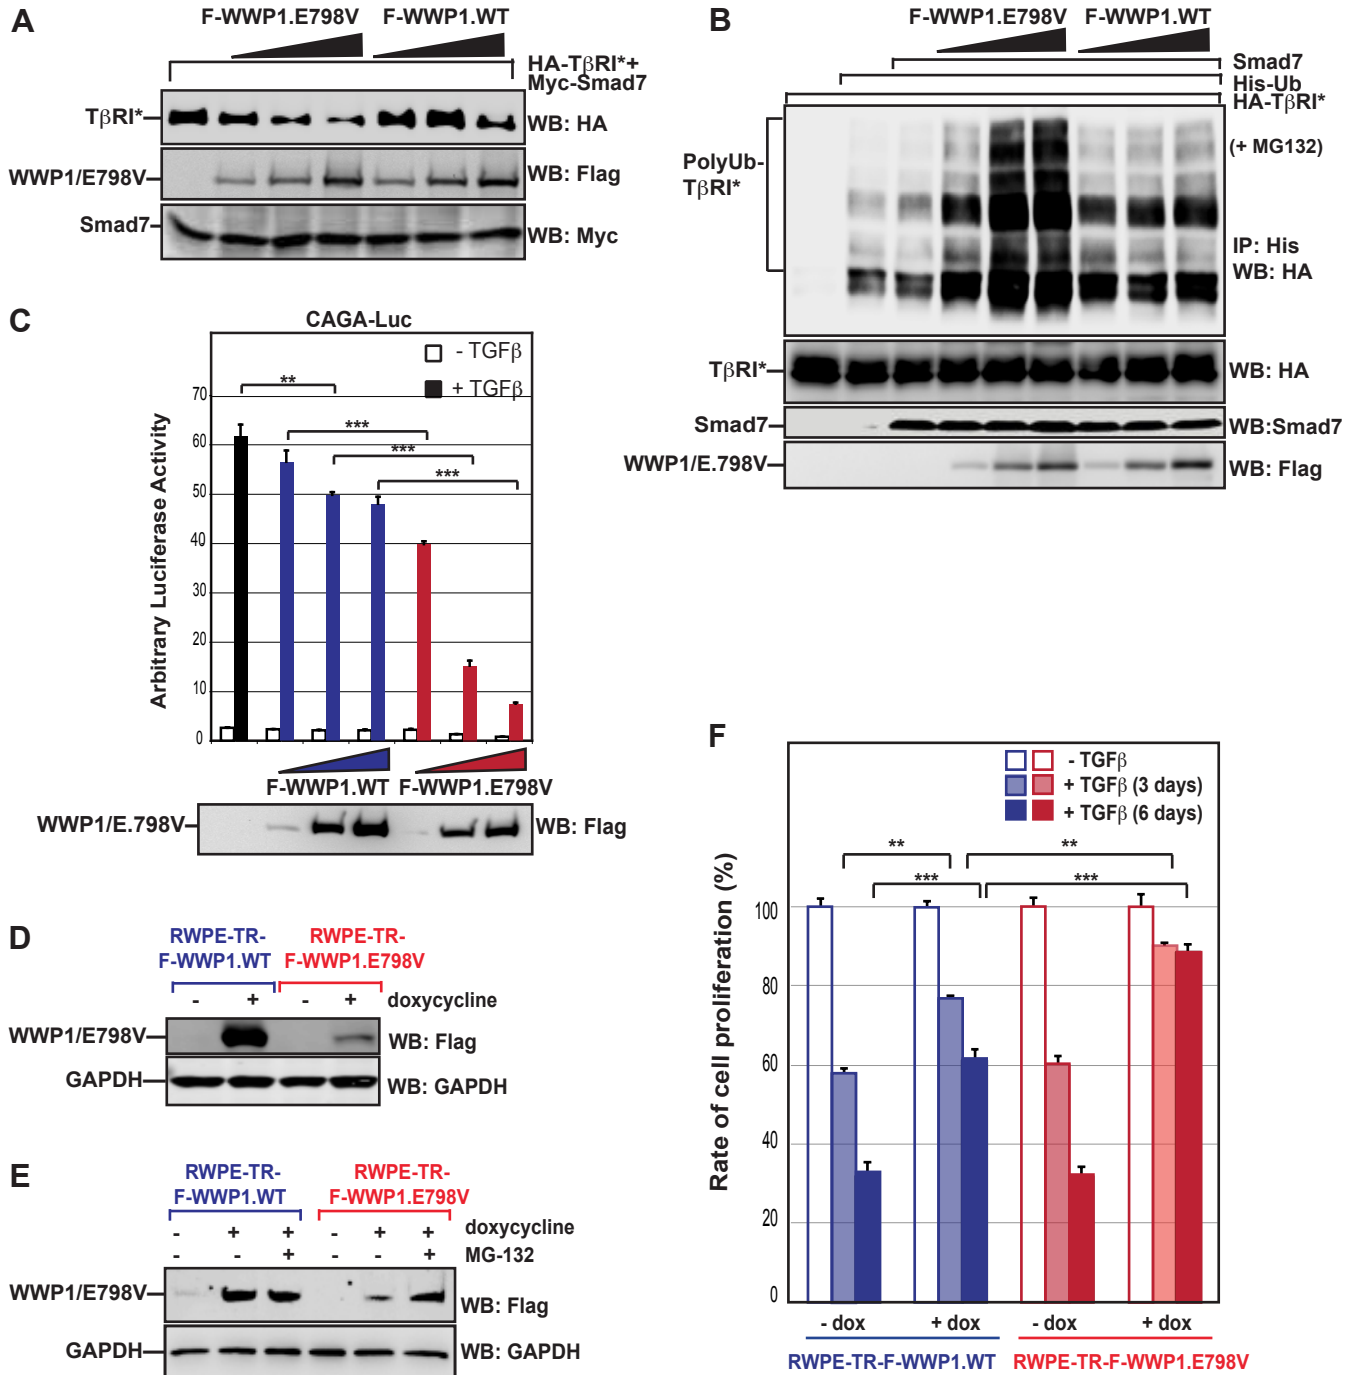 A
F-WWP1.E798V
F-WWP1.WT
HA-TβRI*+
Myc-Smad7
TβRI*
WB: HA
WWP1/E798V
WB: Flag
Smad7
WB: Myc
B
F-WWP1.E798V
F-WWP1.WT
Smad7
His-Ub
HA-TβRI*
PolyUb-
TβRI*
(+ MG132)
IP: His
WB: HA
TβRI*
WB: HA
Smad7
WB:Smad7
WWP1/E.798V
WB: Flag
C
CAGA-Luc
- TGFβ
+ TGFβ
Arbitrary Luciferase Activity
70
60
50
40
30
20
10
0
**
***
***
***
F-WWP1.WT
F-WWP1.E798V
WWP1/E.798V
WB: Flag
D
RWPE-TR-
F-WWP1.WT
RWPE-TR-
F-WWP1.E798V
- + - + doxycycline
WWP1/E798V
WB: Flag
GAPDH
WB: GAPDH
E
RWPE-TR-
F-WWP1.WT
RWPE-TR-
F-WWP1.E798V
- + + - + + doxycycline
- - + - - + MG-132
WWP1/E798V
WB: Flag
GAPDH
WB: GAPDH
F
- TGFβ
+ TGFβ (3 days)
+ TGFβ (6 days)
Rate of cell proliferation (%)
100
80
60
40
20
0
**
***
**
***
- dox
+ dox
- dox
+ dox
RWPE-TR-F-WWP1.WT
RWPE-TR-F-WWP1.E798V